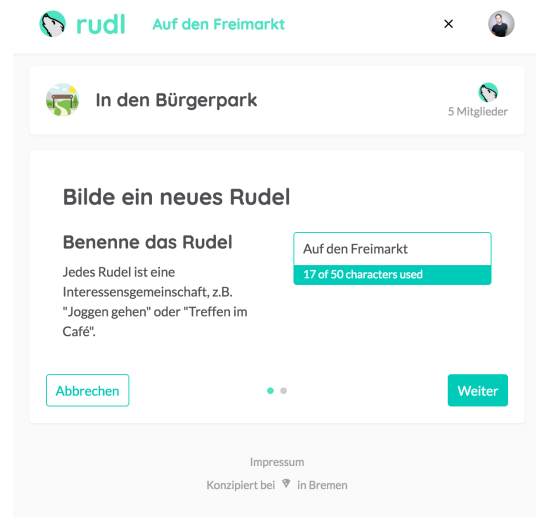 rudl
Auf den Freimarkt
In den Bürgerpark
5 Mitglieder
Bilde ein neues Rudel
Benenne das Rudel
Jedes Rudel ist eine
Interessensgemeinschaft, z.B.
"Joggen gehen" oder "Treffen im
Café".
Auf den Freimarkt
17 of 50 characters used
Abbrechen
Weiter
Impressum
Konzipiert bei in Bremen